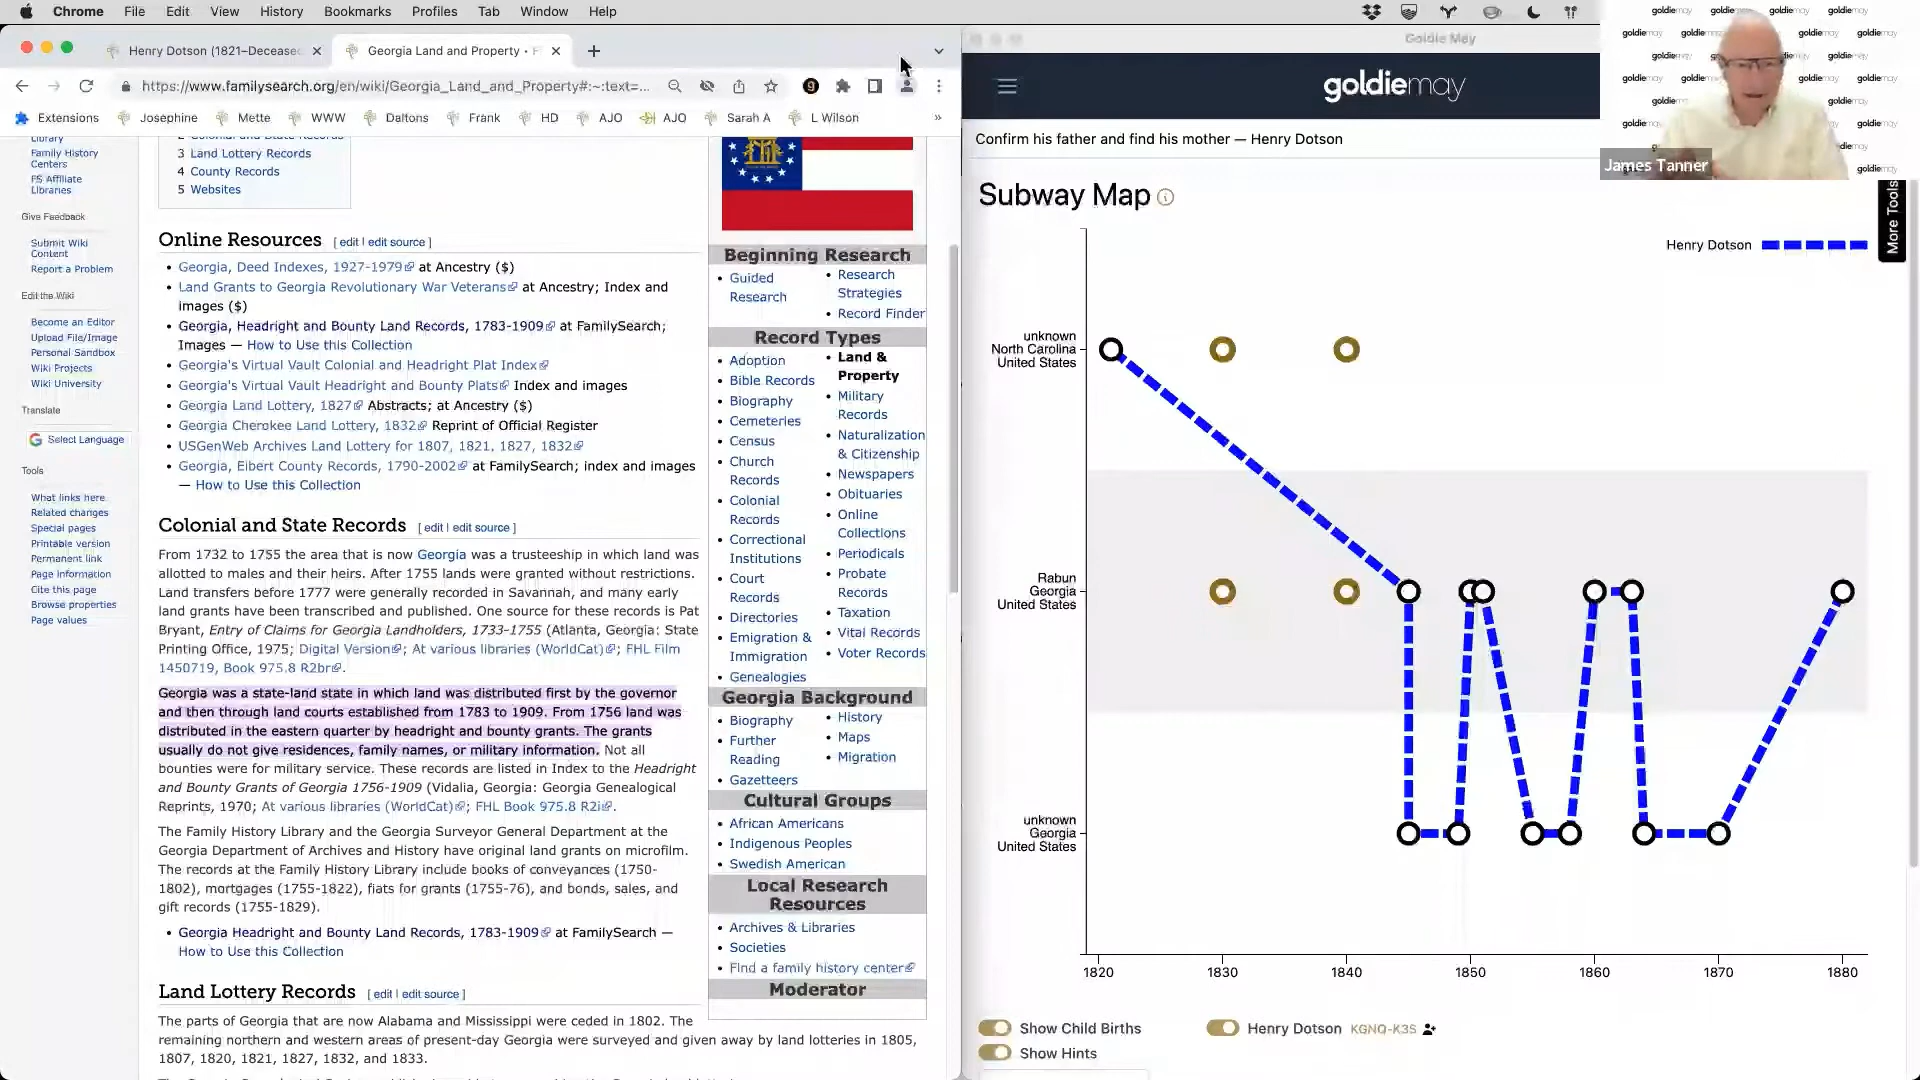 Chrome File Edit View History Bookmarks Profiles Tab Window Help
Henry Dotson (1821–Decease
Georgia Land and Property •
https://www.familysearch.org/en/wiki/Georgia_Land_and_Property#:~:text=...
Extensions Josephine Mette WWW Daltons Frank HD AJO AJO Sarah A L Wilson »
Library
Family History
Centers
FS Affiliate
Libraries
Give Feedback
Submit Wiki
Content
Report a Problem
Edit the Wiki
Become an Editor
Upload File/Image
Personal Sandbox
Wiki Projects
Wiki University
Translate
Select Language
Tools
What links here
Related changes
Special pages
Printable version
Permanent link
Page information
Cite this page
Browse properties
Page values
2 Colonial and State Records
3 Land Lottery Records
4 County Records
5 Websites
Online Resources [ edit | edit source ]
• Georgia, Deed Indexes, 1927-1979 at Ancestry ($)
• Land Grants to Georgia Revolutionary War Veterans at Ancestry; Index and
images ($)
• Georgia, Headright and Bounty Land Records, 1783-1909 at FamilySearch;
Images — How to Use this Collection
• Georgia's Virtual Vault Colonial and Headright Plat Index
• Georgia's Virtual Vault Headright and Bounty Plats Index and images
• Georgia Land Lottery, 1827 Abstracts; at Ancestry ($)
• Georgia Cherokee Land Lottery, 1832 Reprint of Official Register
• USGenWeb Archives Land Lottery for 1807, 1821, 1827, 1832
• Georgia, Elbert County Records, 1790-2002 at FamilySearch; index and images
— How to Use this Collection
Colonial and State Records [ edit | edit source ]
From 1732 to 1755 the area that is now Georgia was a trusteeship in which land was
allotted to males and their heirs. After 1755 lands were granted without restrictions.
Land transfers before 1777 were generally recorded in Savannah, and many early
land grants have been transcribed and published. One source for these records is Pat
Bryant, Entry of Claims for Georgia Landholders, 1733-1755 (Atlanta, Georgia: State
Printing Office, 1975; Digital Version; At various libraries (WorldCat); FHL Film
1450719, Book 975.8 R2br.
Georgia was a state-land state in which land was distributed first by the governor
and then through land courts established from 1783 to 1909. From 1756 land was
distributed in the eastern quarter by headright and bounty grants. The grants
usually do not give residences, family names, or military information. Not all
bounties were for military service. These records are listed in Index to the Headright
and Bounty Grants of Georgia 1756-1909 (Vidalia, Georgia: Georgia Genealogical
Reprints, 1970; At various libraries (WorldCat); FHL Book 975.8 R2i.
The Family History Library and the Georgia Surveyor General Department at the
Georgia Department of Archives and History have original land grants on microfilm.
The records at the Family History Library include books of conveyances (1750-
1802), mortgages (1755-1822), fiats for grants (1755-76), and bonds, sales, and
gift records (1755-1829).
• Georgia Headright and Bounty Land Records, 1783-1909 at FamilySearch —
How to Use this Collection
Land Lottery Records [ edit | edit source ]
The parts of Georgia that are now Alabama and Mississippi were ceded in 1802. The
remaining northern and western areas of present-day Georgia were surveyed and given away by land lotteries in 1805,
1807, 1820, 1821, 1827, 1832, and 1833.
Beginning Research
• Guided
Research
• Research
Strategies
• Record Finder
Record Types
• Adoption
• Bible Records
• Biography
• Cemeteries
• Census
• Church
Records
• Colonial
Records
• Correctional
Institutions
• Court
Records
• Directories
• Emigration &
Immigration
• Genealogies
• Land &
Property
• Military
Records
• Naturalization
& Citizenship
• Newspapers
• Obituaries
• Online
Collections
• Periodicals
• Probate
Records
• Taxation
• Vital Records
• Voter Records
Georgia Background
• Biography
• Further
Reading
• Gazetteers
• History
• Maps
• Migration
Cultural Groups
• African Americans
• Indigenous Peoples
• Swedish American
Local Research
Resources
• Archives & Libraries
• Societies
• Find a family history center
Moderator
Goldie May
goldiemay
Confirm his father and find his mother — Henry Dotson
Subway Map
More Tools
Henry Dotson
unknown
North Carolina
United States
Rabun
Georgia
United States
unknown
Georgia
United States
1820 1830 1840 1850 1860 1870 1880
Show Child Births
Henry Dotson KGNQ-K3S
Show Hints
goldiemay goldiemay goldiemay goldiemay
goldiemay goldiemay goldiemay
James Tanner